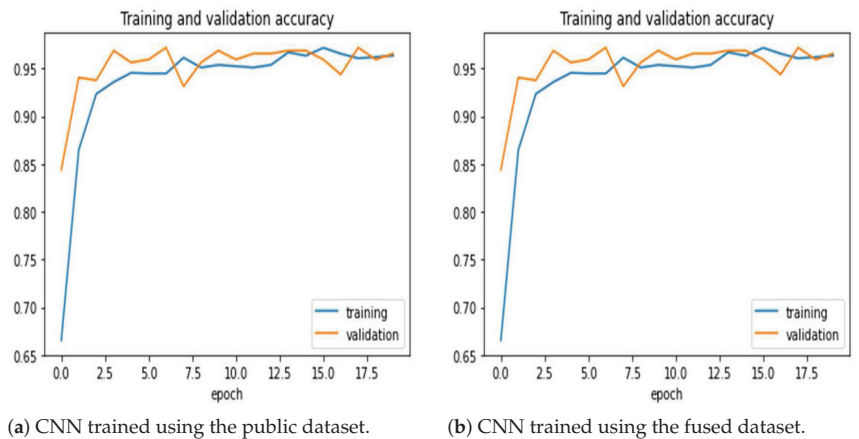 Training and validation accuracy
0.95
0.90
0.85
0.80
0.75
0.70
0.65
training
validation
0.0 2.5 5.0 7.5 10.0 12.5 15.0 17.5
epoch
(a) CNN trained using the public dataset.
Training and validation accuracy
0.95
0.90
0.85
0.80
0.75
0.70
0.65
training
validation
0.0 2.5 5.0 7.5 10.0 12.5 15.0 17.5
epoch
(b) CNN trained using the fused dataset.